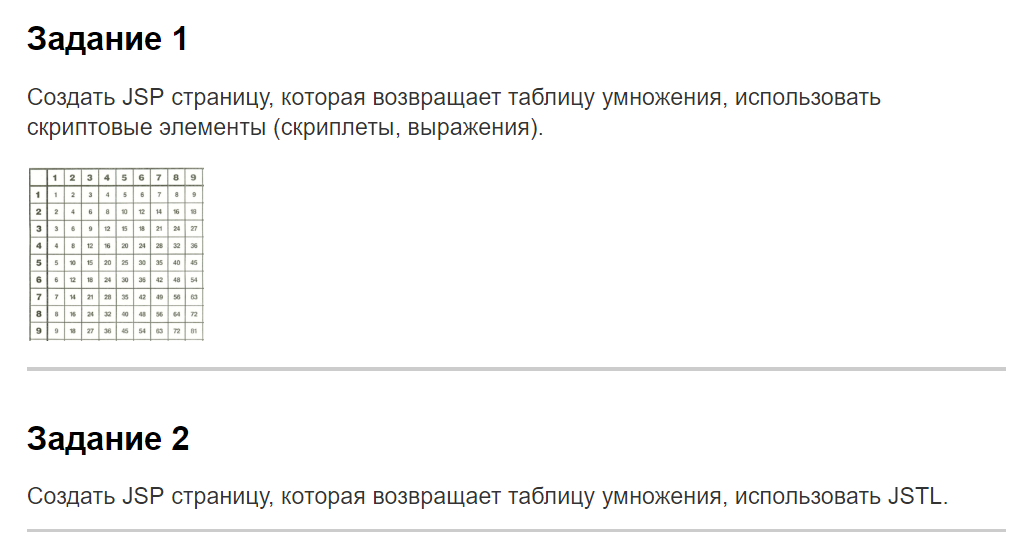 Задание 1
Создать JSP страницу, которая возвращает таблицу умножения, использовать
скриптовые элементы (скриплеты, выражения).
1 2 3 4 5 6 7 8 9
1 1 2 3 4 5 6 7 8 9
2 2 4 6 8 10 12 14 16 18
3 3 6 9 12 15 18 21 24 27
4 4 8 12 16 20 24 28 32 36
5 5 10 15 20 25 30 35 40 45
6 6 12 18 24 30 36 42 48 54
7 7 14 21 28 35 42 49 56 63
8 8 16 24 32 40 48 56 64 72
9 9 18 27 36 45 54 63 72 81
Задание 2
Создать JSP страницу, которая возвращает таблицу умножения, использовать JSTL.